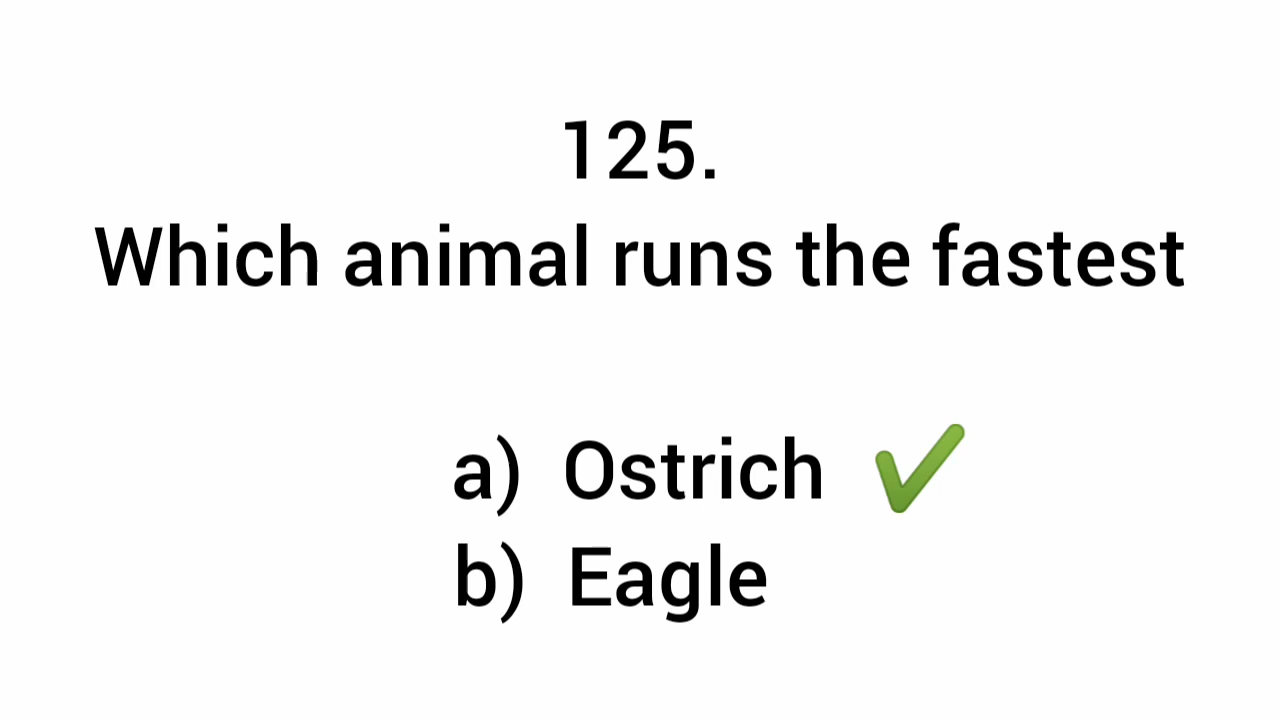 125.
Which animal runs the fastest
a) Ostrich ✔
b) Eagle